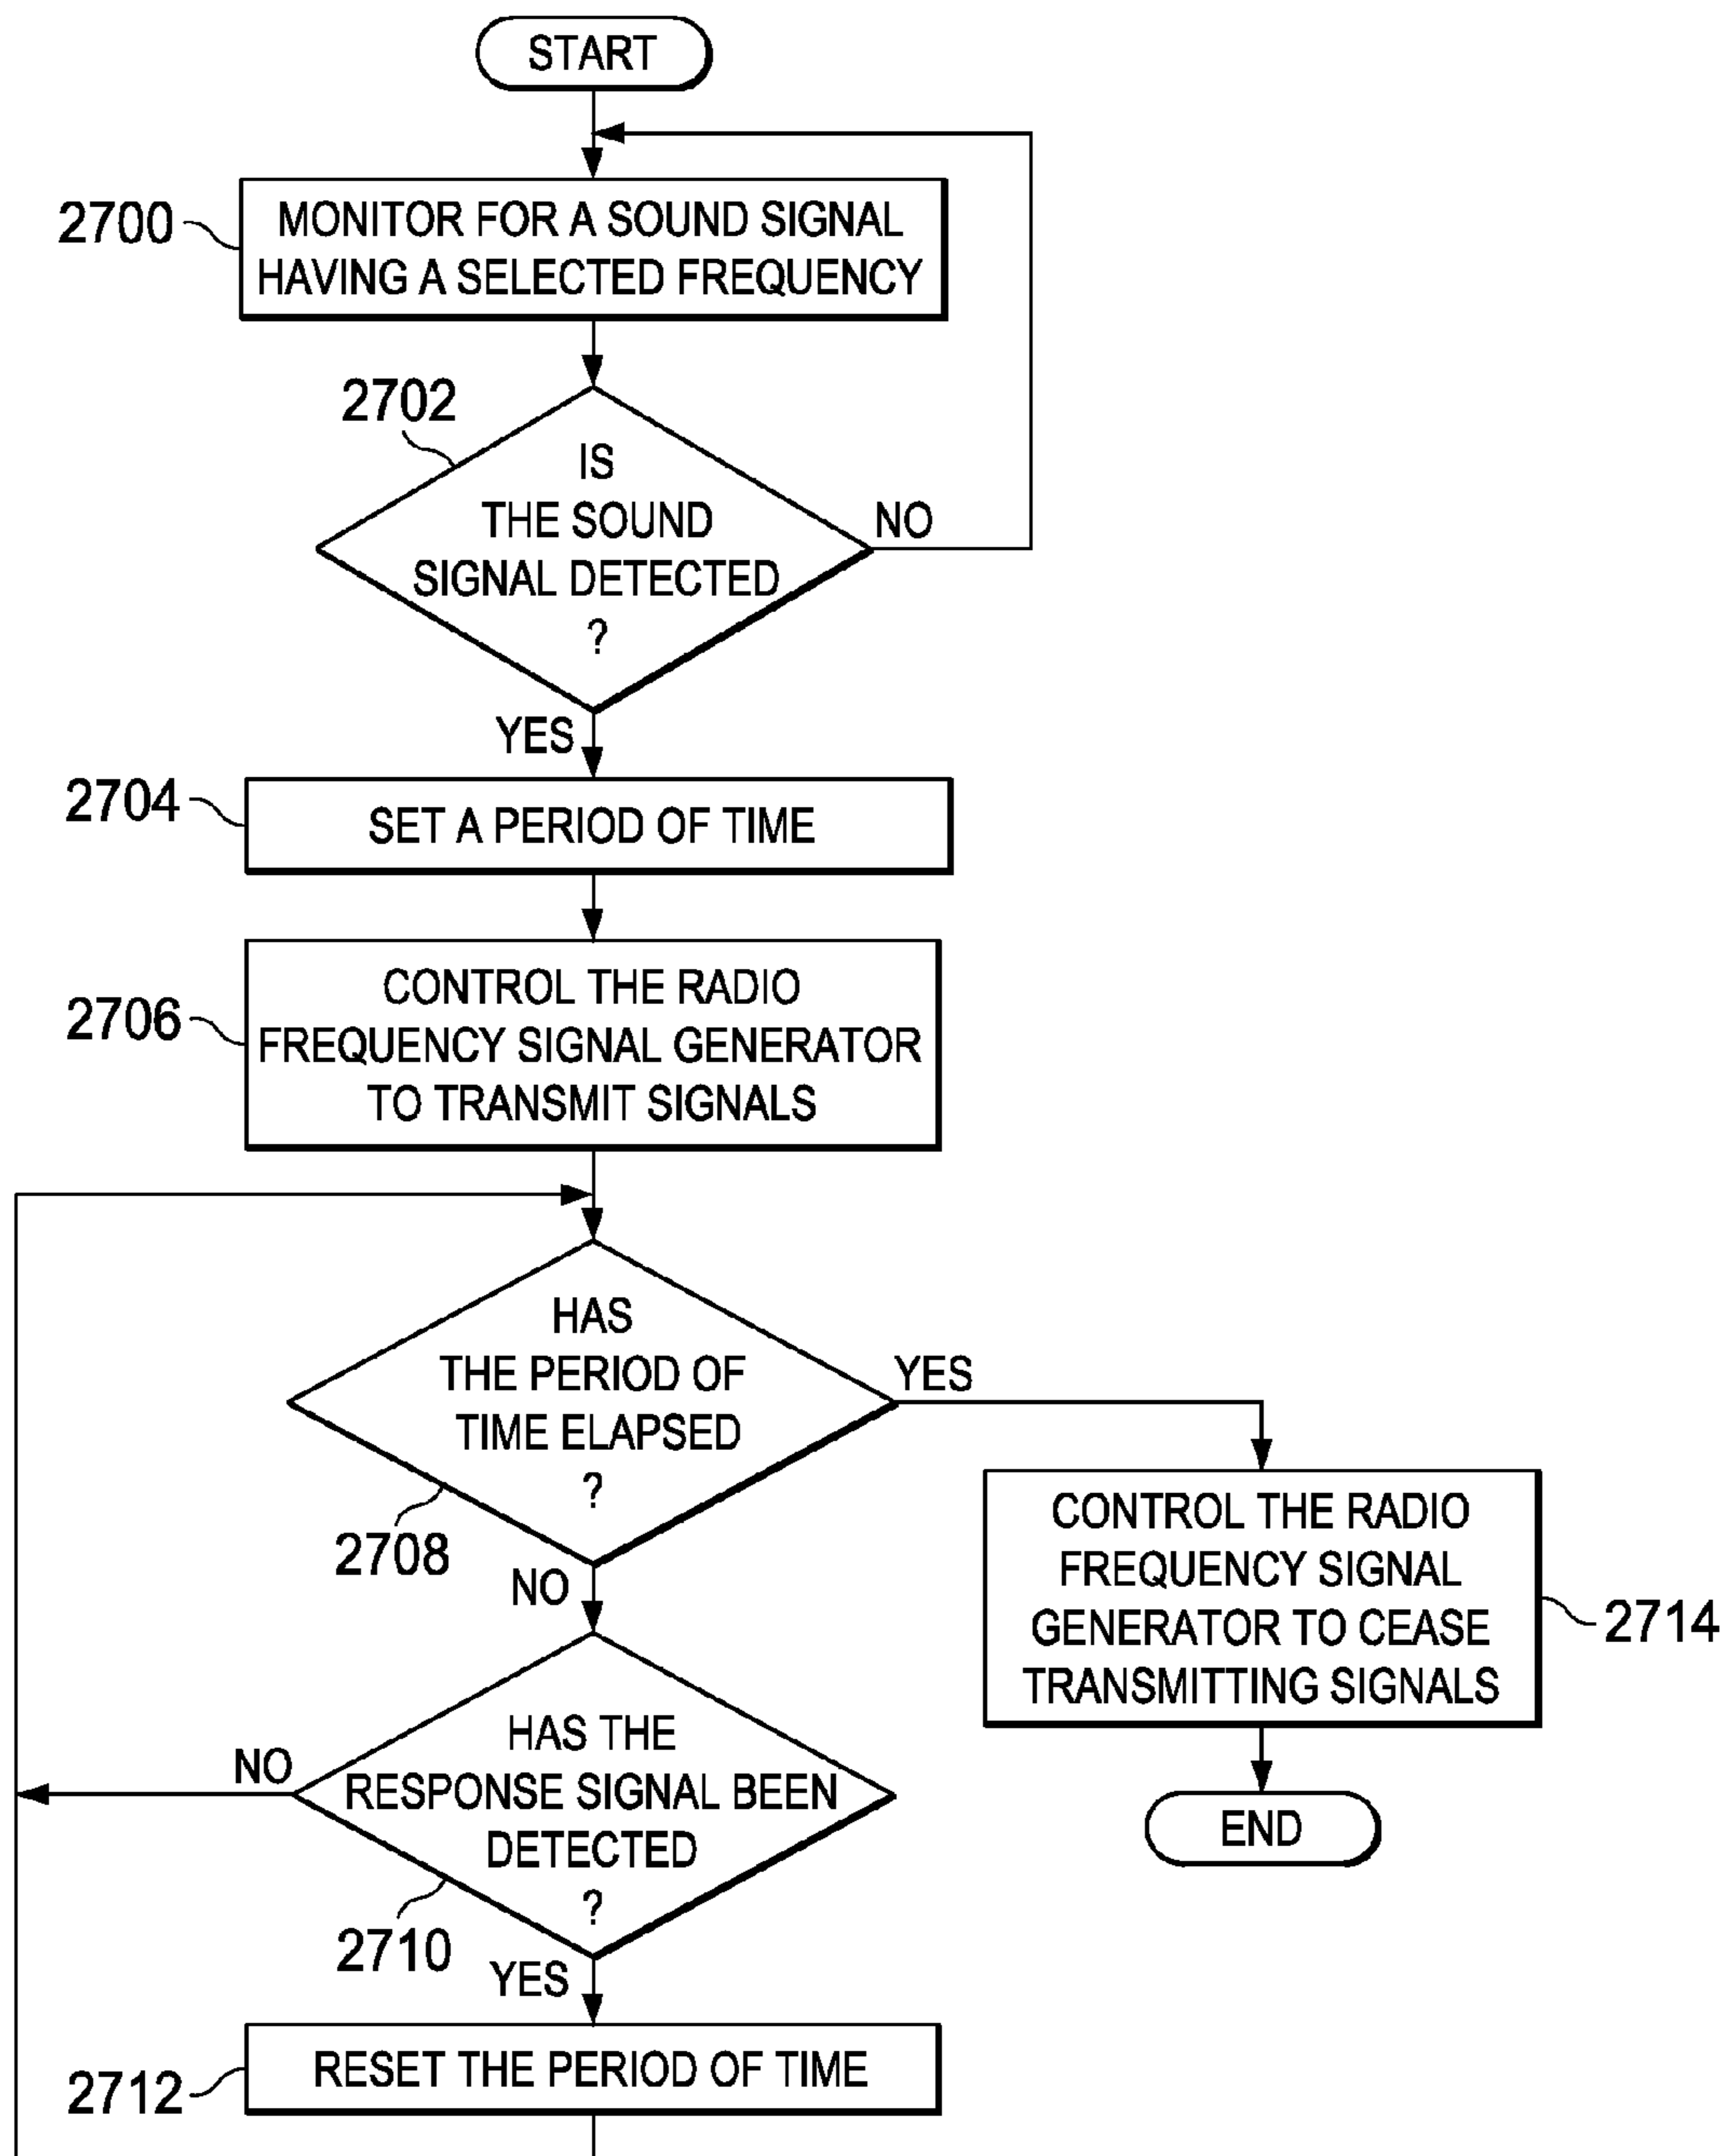 START
2700
MONITOR FOR A SOUND SIGNAL
HAVING A SELECTED FREQUENCY
2702
IS
THE SOUND
SIGNAL DETECTED
?
NO
YES
2704
SET A PERIOD OF TIME
2706
CONTROL THE RADIO
FREQUENCY SIGNAL GENERATOR
TO TRANSMIT SIGNALS
HAS
THE PERIOD OF
TIME ELAPSED
?
YES
2708
NO
CONTROL THE RADIO
FREQUENCY SIGNAL
GENERATOR TO CEASE
TRANSMITTING SIGNALS
2714
END
HAS THE
RESPONSE SIGNAL BEEN
DETECTED
?
NO
2710
YES
2712
RESET THE PERIOD OF TIME